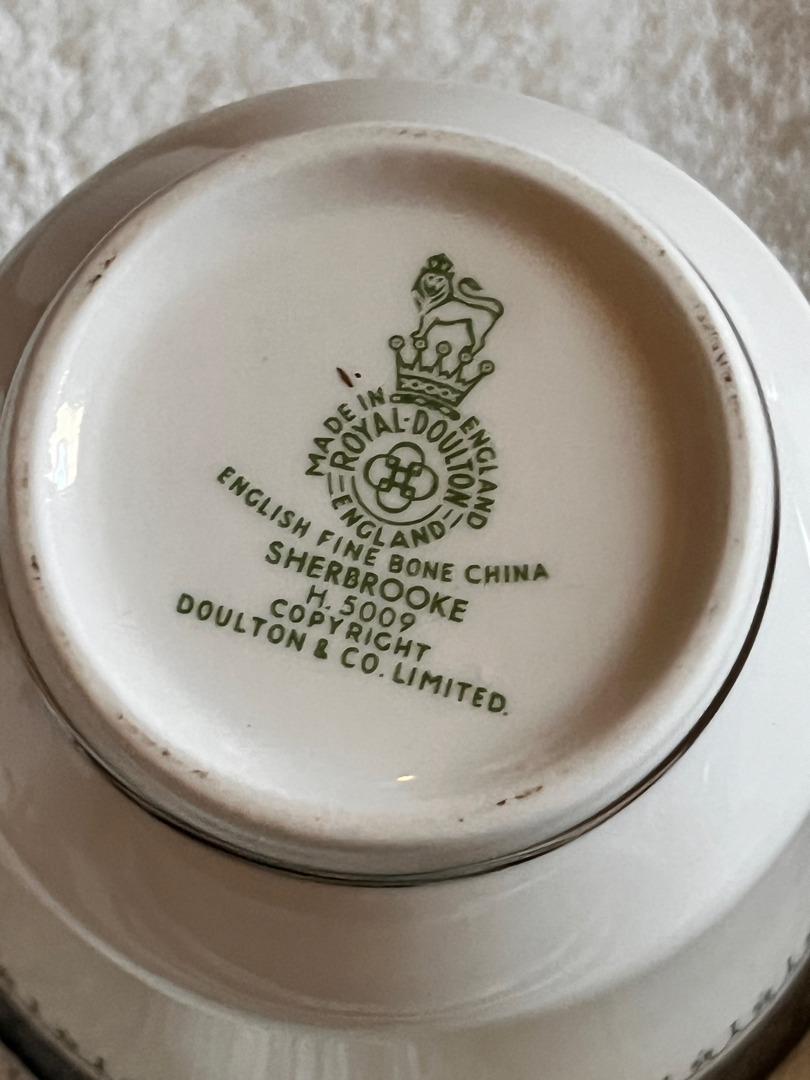 MADE IN ENGLAND
ROYAL·DOULTON
ENGLAND
ENGLISH FINE BONE CHINA
SHERBROOKE
H. 5009
COPYRIGHT
DOULTON & CO. LIMITED.